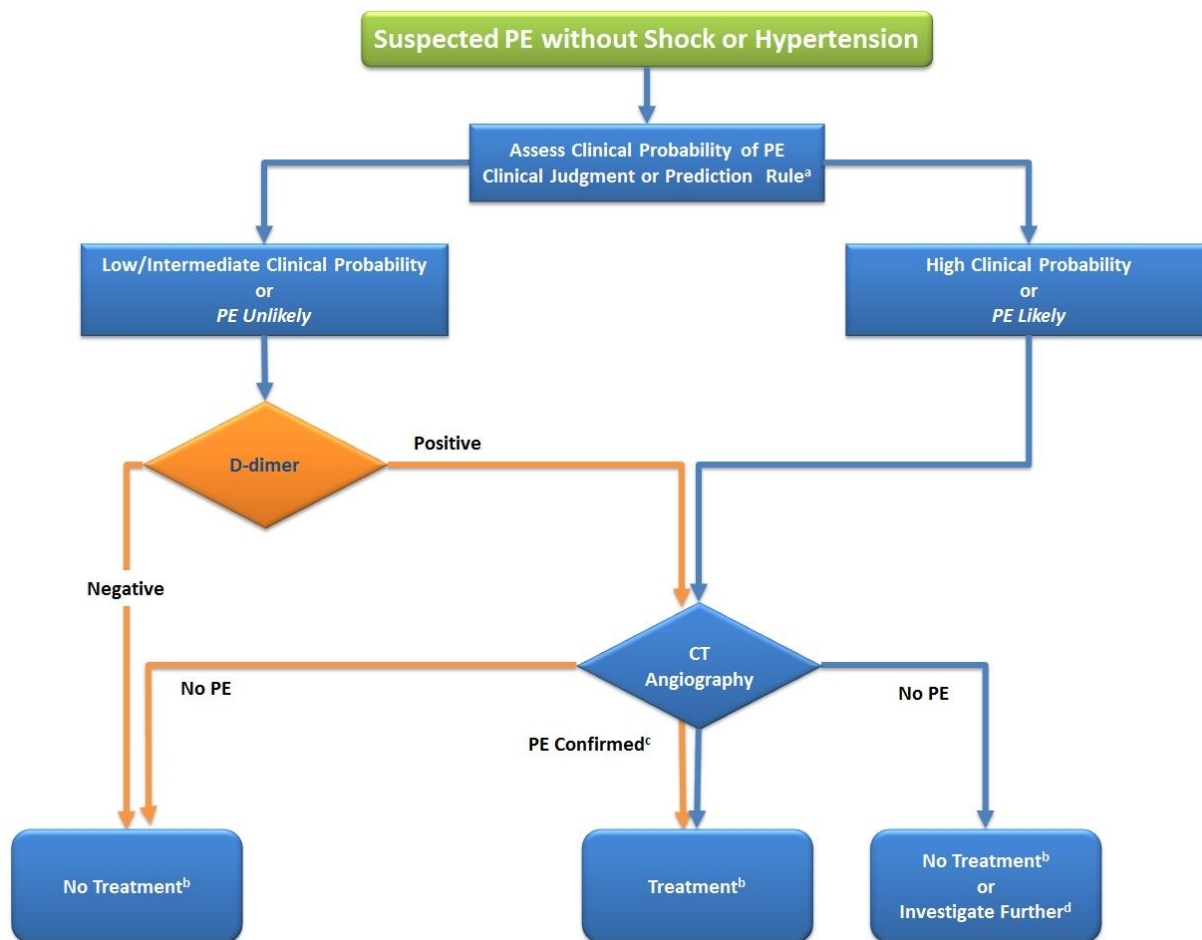 Suspected PE without Shock or Hypertension
Assess Clinical Probability of PE
Clinical Judgment or Prediction Ruleᵃ
Low/Intermediate Clinical Probability
or
PE Unlikely
High Clinical Probability
or
PE Likely
D-dimer
Positive
Negative
CT
Angiography
No PE
No PE
PE Confirmedᶜ
No Treatmentᵇ
Treatmentᵇ
No Treatmentᵇ
or
Investigate Furtherᵈ